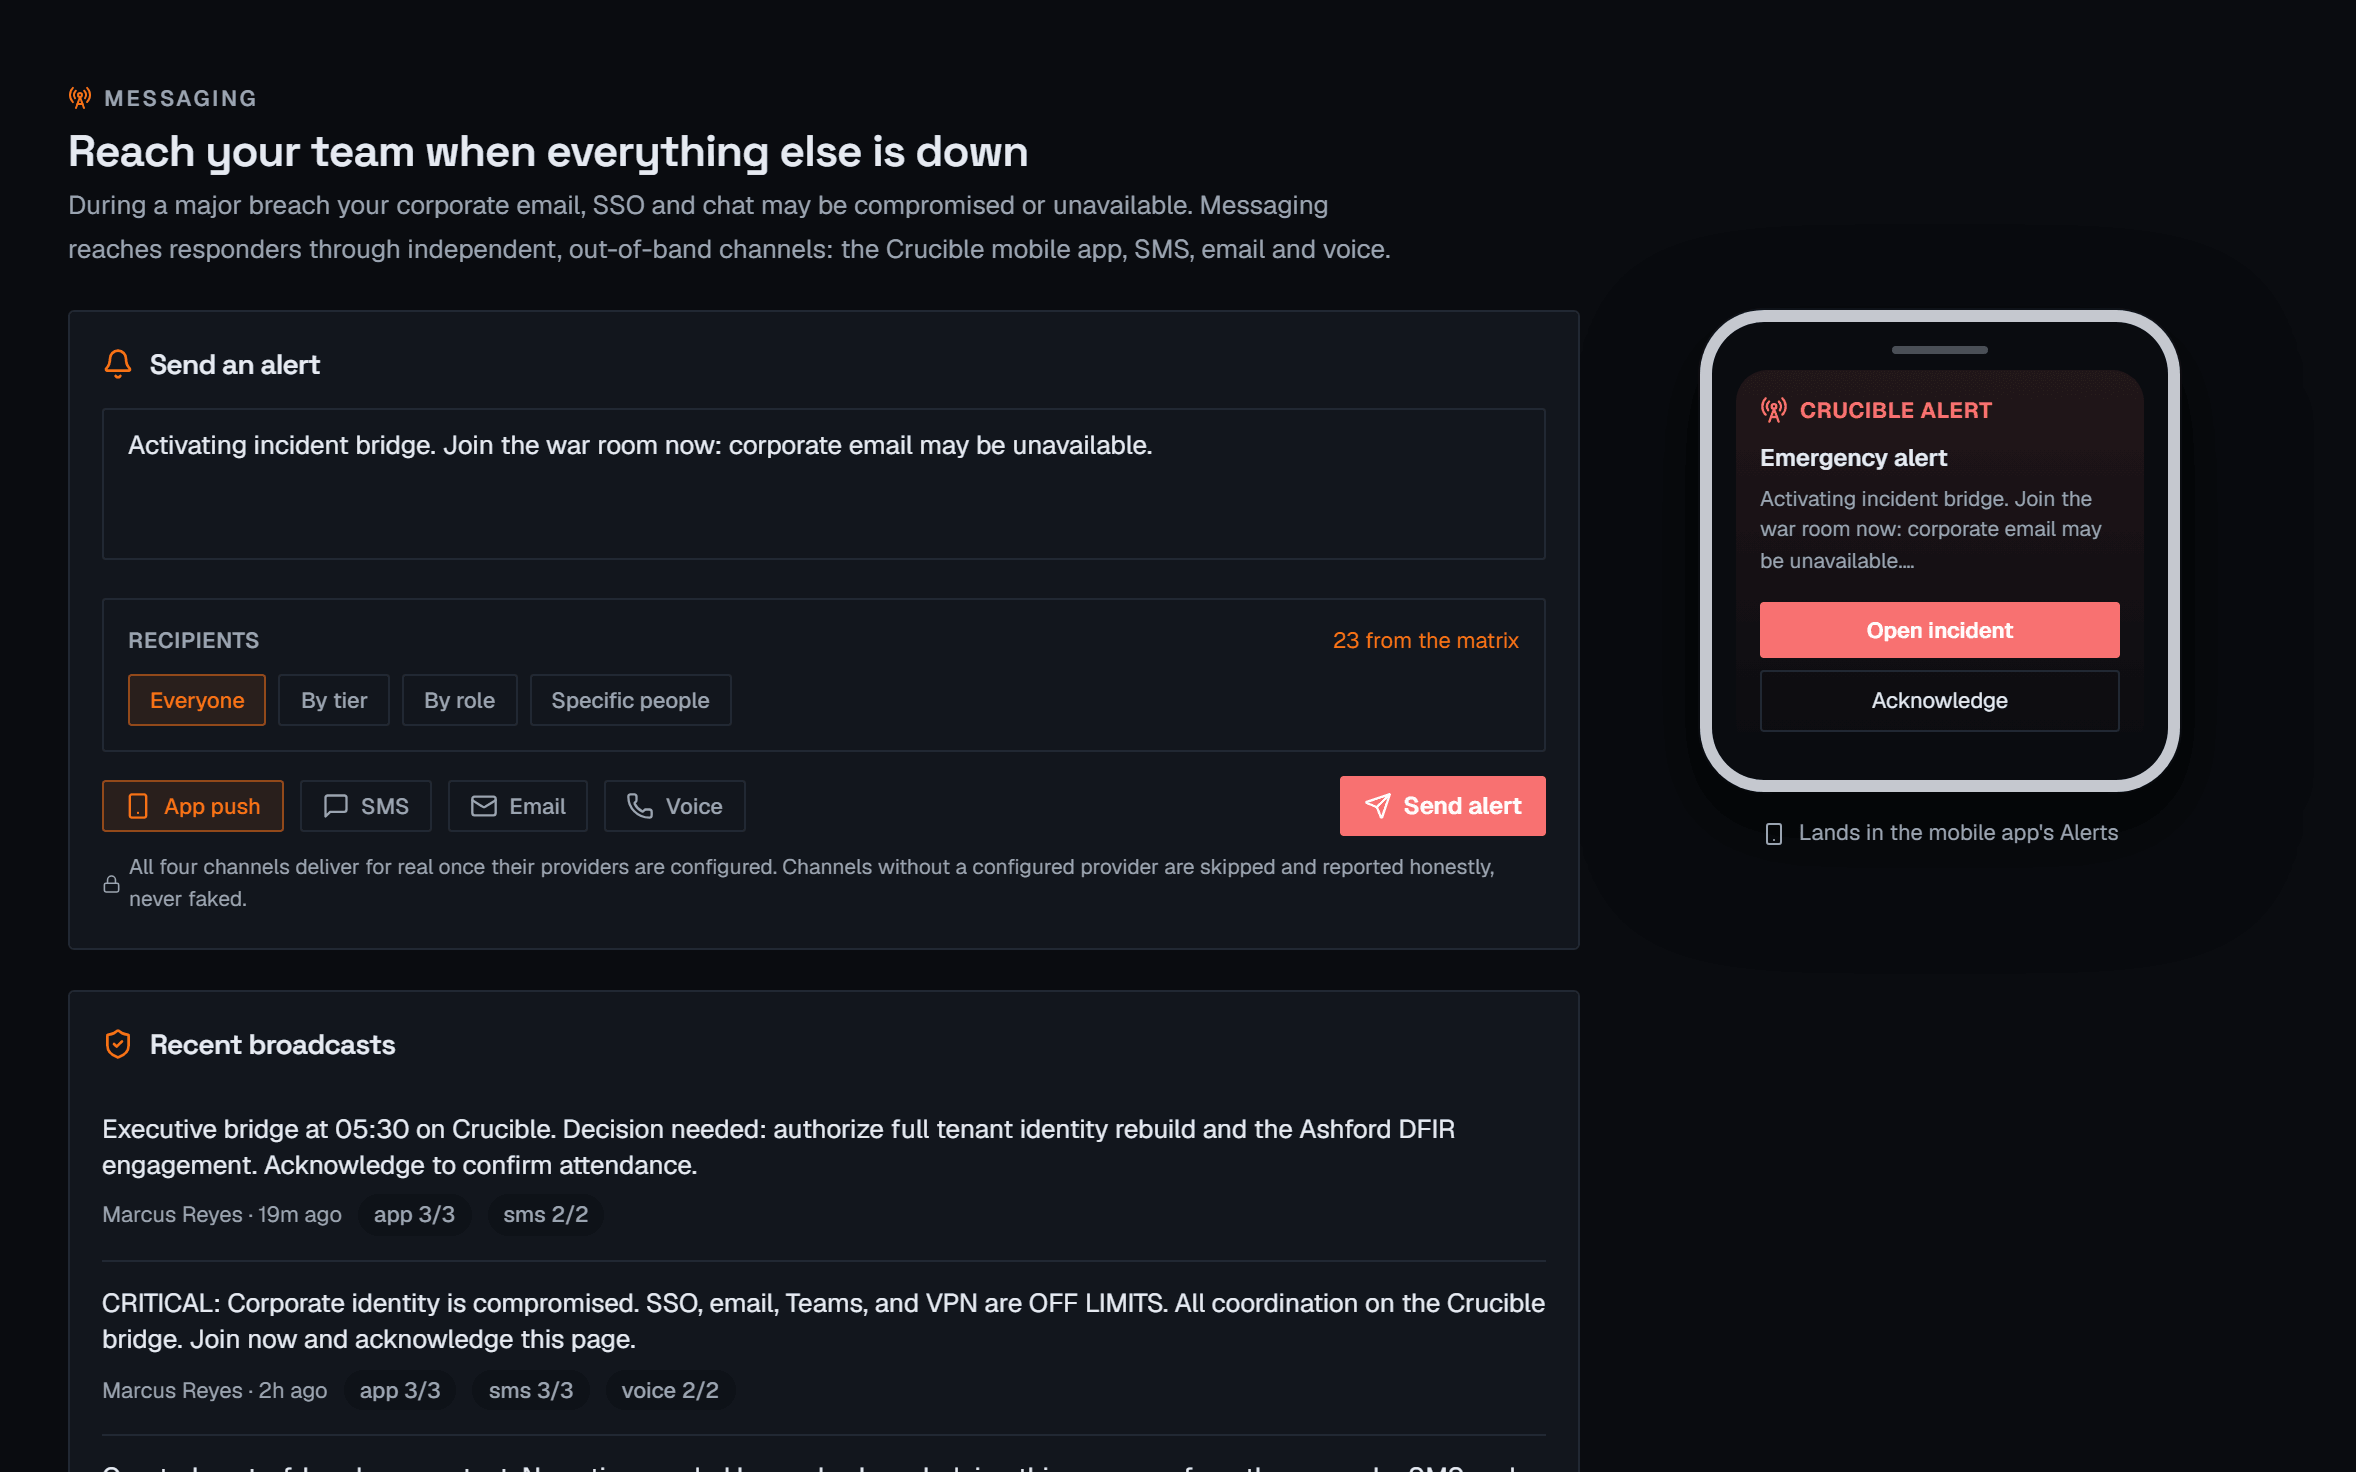 MESSAGING
Reach your team when everything else is down
During a major breach your corporate email, SSO and chat may be compromised or unavailable. Messaging
reaches responders through independent, out-of-band channels: the Crucible mobile app, SMS, email and voice.
Send an alert
Activating incident bridge. Join the war room now: corporate email may be unavailable.
RECIPIENTS
23 from the matrix
Everyone
By tier
By role
Specific people
App push
SMS
Email
Voice
Send alert
All four channels deliver for real once their providers are configured. Channels without a configured provider are skipped and reported honestly,
never faked.
CRUCIBLE ALERT
Emergency alert
Activating incident bridge. Join the
war room now: corporate email may
be unavailable....
Open incident
Acknowledge
Lands in the mobile app's Alerts
Recent broadcasts
Executive bridge at 05:30 on Crucible. Decision needed: authorize full tenant identity rebuild and the Ashford DFIR
engagement. Acknowledge to confirm attendance.
Marcus Reyes · 19m ago
app 3/3
sms 2/2
CRITICAL: Corporate identity is compromised. SSO, email, Teams, and VPN are OFF LIMITS. All coordination on the Crucible
bridge. Join now and acknowledge this page.
Marcus Reyes · 2h ago
app 3/3
sms 3/3
voice 2/2